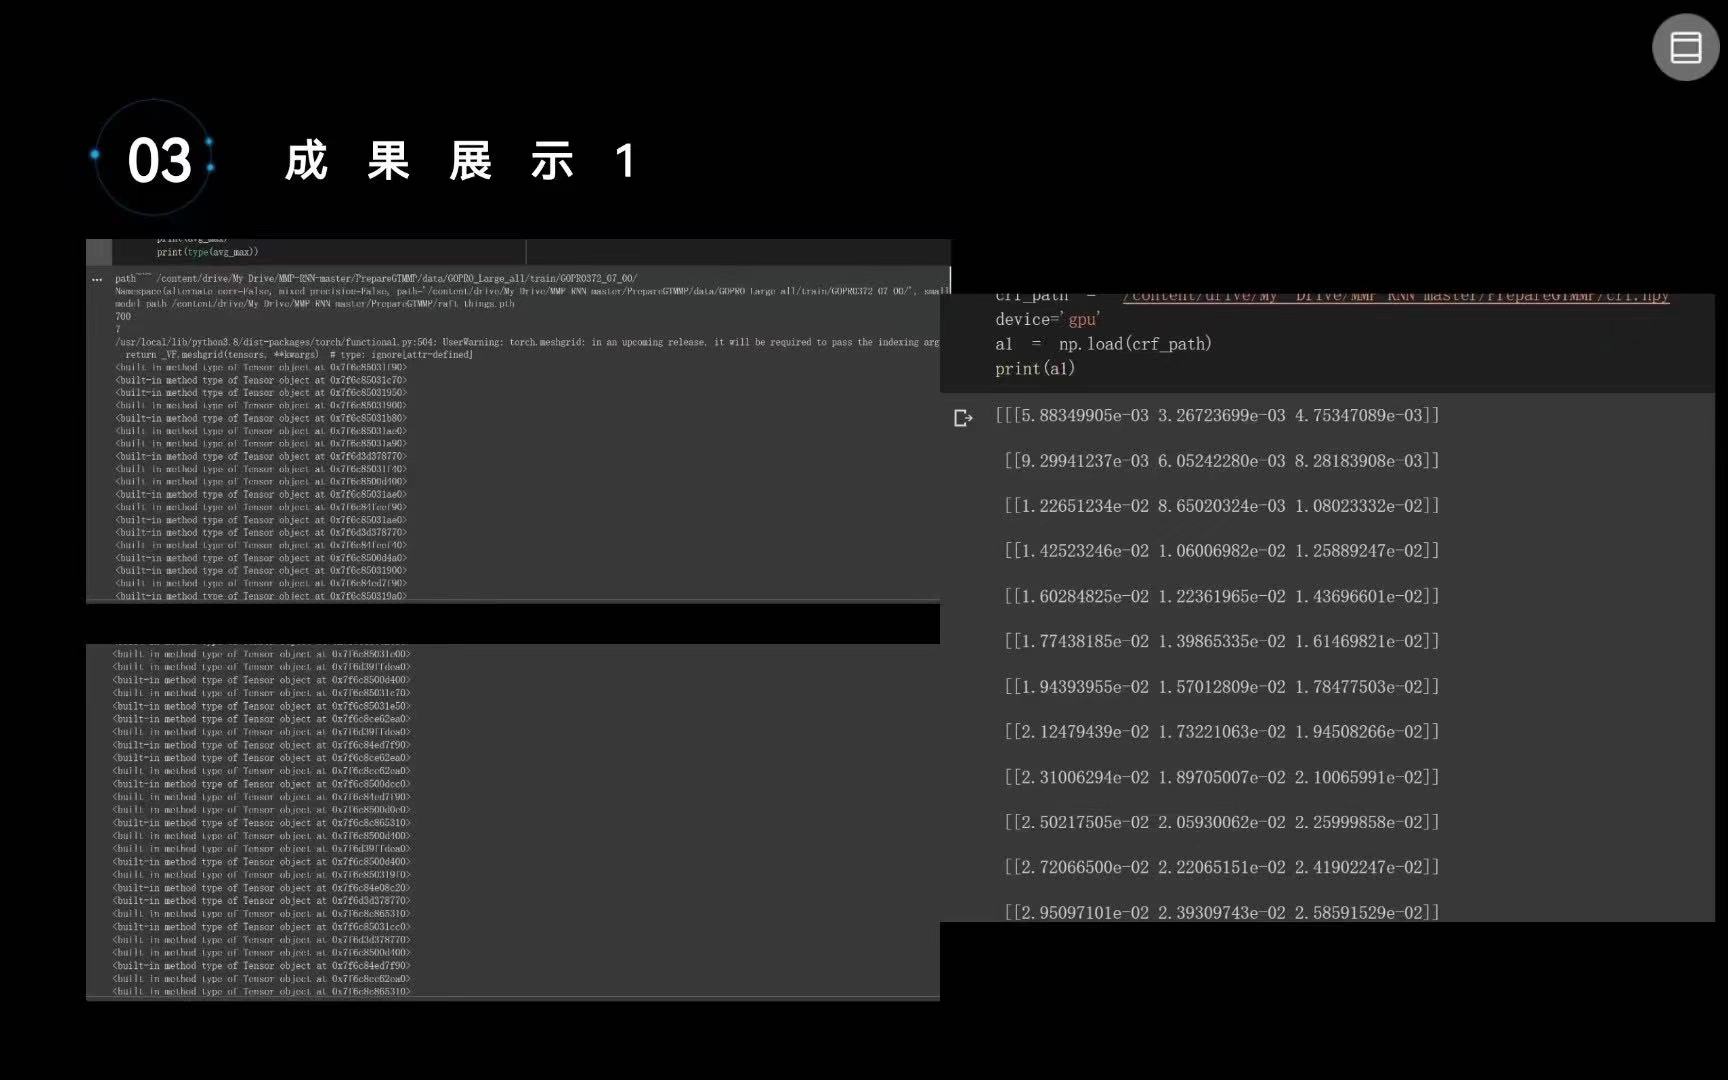 03
成果展示1
print(type(avg_max))
path /content/drive/My Drive/MMP-RNN-master/PrepareGTMMP/data/GOPRO_Large_all/train/GOPR0372_07_00/
Namespace(alternate_corr=False, mixed_precision=False, path='/content/drive/My Drive/MMP-RNN-master/PrepareGTMMP/data/GOPRO_Large_all/train/GOPR0372_07_00/', small
model path /content/drive/My Drive/MMP-RNN-master/PrepareGTMMP/raft-things.pth
700
7
/usr/local/lib/python3.8/dist-packages/torch/functional.py:504: UserWarning: torch.meshgrid: in an upcoming release, it will be required to pass the indexing arg
return _VF.meshgrid(tensors, **kwargs)  # type: ignore[attr-defined]
<built-in method type of Tensor object at 0x7f6c85031f90>
<built-in method type of Tensor object at 0x7f6c85031c70>
<built-in method type of Tensor object at 0x7f6c85031950>
<built-in method type of Tensor object at 0x7f6c85031900>
<built-in method type of Tensor object at 0x7f6c85031b80>
<built-in method type of Tensor object at 0x7f6c85031ae0>
<built-in method type of Tensor object at 0x7f6c85031a90>
<built-in method type of Tensor object at 0x7f6d3d378770>
<built-in method type of Tensor object at 0x7f6c85031f40>
<built-in method type of Tensor object at 0x7f6c8500d400>
<built-in method type of Tensor object at 0x7f6c85031ae0>
<built-in method type of Tensor object at
<built-in method type of Tensor object at 0x7f6c85031ae0>
<built-in method type of Tensor object at 0x7f6d3d378770>
<built-in method type of Tensor object at
<built-in method type of Tensor object at 0x7f6c8500d4a0>
<built-in method type of Tensor object at 0x7f6c85031900>
<built-in method type of Tensor object at 0x7f6c84ed7f90>
<built-in method type of Tensor object at 0x7f6c850319a0>
<built-in method type of Tensor object at
<built-in method type of Tensor object at 0x7f6d39ffdea0>
<built-in method type of Tensor object at 0x7f6c8500d400>
<built-in method type of Tensor object at 0x7f6c85031c70>
<built-in method type of Tensor object at 0x7f6c85031e50>
<built-in method type of Tensor object at 0x7f6c8ce62ea0>
<built-in method type of Tensor object at 0x7f6d39ffdea0>
<built-in method type of Tensor object at 0x7f6c84ed7f90>
<built-in method type of Tensor object at 0x7f6c8ce62ea0>
<built-in method type of Tensor object at 0x7f6c8ce62ea0>
<built-in method type of Tensor object at 0x7f6c8500dcc0>
<built-in method type of Tensor object at 0x7f6c84ed7f90>
<built-in method type of Tensor object at
<built-in method type of Tensor object at 0x7f6c8c865310>
<built-in method type of Tensor object at 0x7f6c8500d400>
<built-in method type of Tensor object at 0x7f6d39ffdea0>
<built-in method type of Tensor object at 0x7f6c8500d400>
<built-in method type of Tensor object at 0x7f6c850319f0>
<built-in method type of Tensor object at 0x7f6c84e08c20>
<built-in method type of Tensor object at 0x7f6d3d378770>
<built-in method type of Tensor object at 0x7f6c8c865310>
<built-in method type of Tensor object at 0x7f6c85031cc0>
<built-in method type of Tensor object at 0x7f6d3d378770>
<built-in method type of Tensor object at 0x7f6c8500d400>
<built-in method type of Tensor object at 0x7f6c84ed7f90>
<built-in method type of Tensor object at 0x7f6c8ce62ea0>
<built-in method type of Tensor object at 0x7f6c8c865310>
crf_path = /content/drive/My Drive/MMP-RNN-master/PrepareGTMMP/crf.npy
device='gpu'
a1 = np.load(crf_path)
print(a1)
[[[5.88349905e-03 3.26723699e-03 4.75347089e-03]]
[[9.29941237e-03 6.05242280e-03 8.28183908e-03]]
[[1.22651234e-02 8.65020324e-03 1.08023332e-02]]
[[1.42523246e-02 1.06006982e-02 1.25889247e-02]]
[[1.60284825e-02 1.22361965e-02 1.43696601e-02]]
[[1.77438185e-02 1.39865335e-02 1.61469821e-02]]
[[1.94393955e-02 1.57012809e-02 1.78477503e-02]]
[[2.12479439e-02 1.73221063e-02 1.94508266e-02]]
[[2.31006294e-02 1.89705007e-02 2.10065991e-02]]
[[2.50217505e-02 2.05930062e-02 2.25999858e-02]]
[[2.72066500e-02 2.22065151e-02 2.41902247e-02]]
[[2.95097101e-02 2.39309743e-02 2.58591529e-02]]